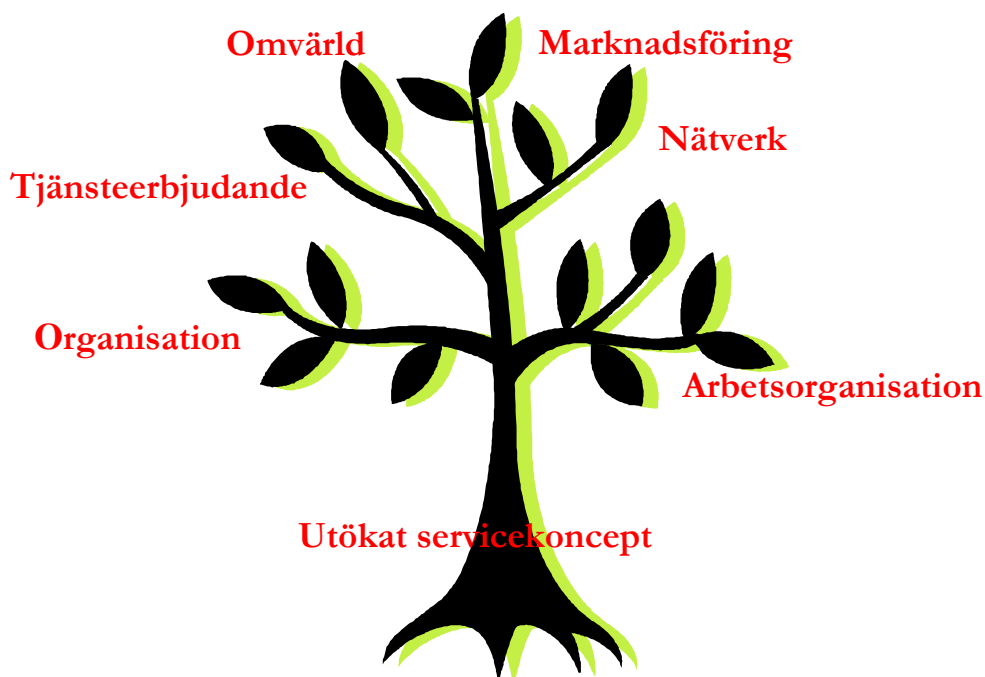 Omvärld
Marknadsföring
Nätverk
Tjänsteerbjudande
Organisation
Arbetsorganisation
Utökat servicekoncept